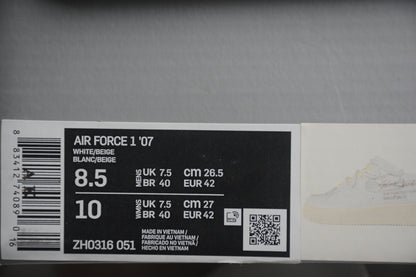 AIR FORCE 1 '07
WHITE/BEIGE
BLANC/BEIGE
8.5 MENS UK 7.5 cm 26.5
BR 40 EUR 42
10 WMNS UK 7.5 cm 27
BR 40 EUR 42
MADE IN VIETNAM /
FABRIQUE AU VIETNAM /
FABRICADO NO VIETNÃ /
HECHO EN VIETNAM
ZH0316 051